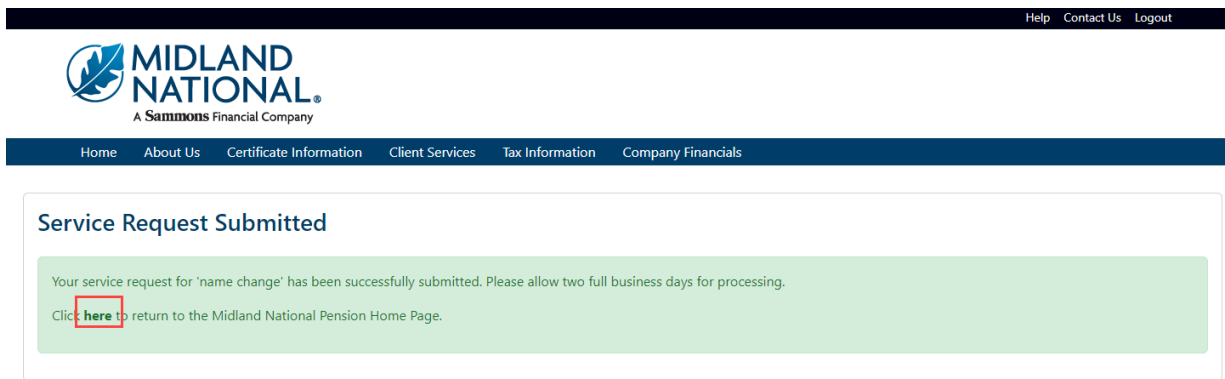 Help Contact Us Logout
MIDLAND
NATIONAL®
A Sammons Financial Company
Home About Us Certificate Information Client Services Tax Information Company Financials
Service Request Submitted
Your service request for 'name change' has been successfully submitted. Please allow two full business days for processing.
Click here to return to the Midland National Pension Home Page.